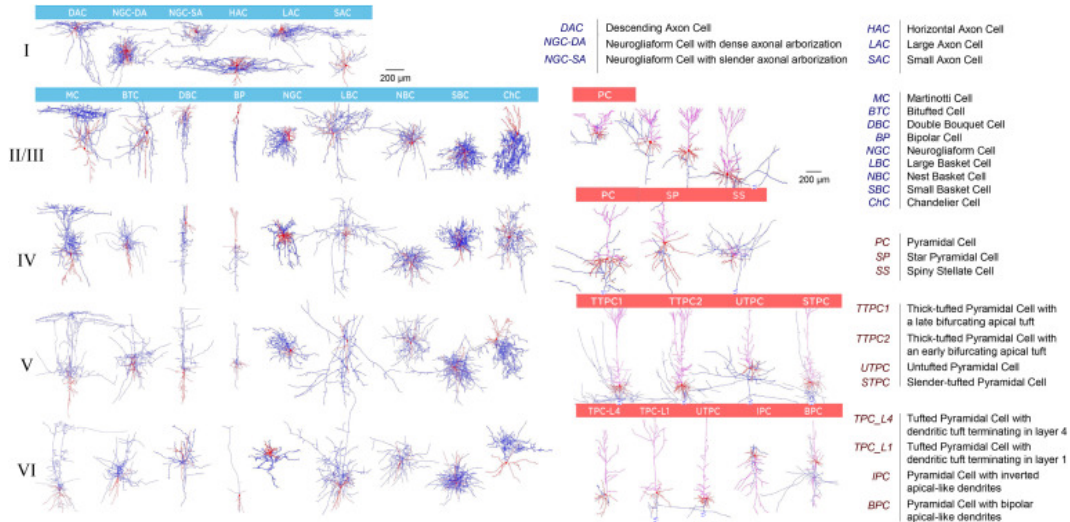 DAC NGC-DA NGC-SA HAC LAC SAC
I
200 µm
DAC Descending Axon Cell
NGC-DA Neurogliaform Cell with dense axonal arborization
NGC-SA Neurogliaform Cell with slender axonal arborization
HAC Horizontal Axon Cell
LAC Large Axon Cell
SAC Small Axon Cell
MC BTC DBC BP NGC LBC NBC SBC ChC
II/III
IV
V
VI
PC
200 µm
PC SP SS
TTPC1 TTPC2 UTPC STPC
TPC-L4 TPC-L1 UTPC IPC BPC
MC Martinotti Cell
BTC Bitufted Cell
DBC Double Bouquet Cell
BP Bipolar Cell
NGC Neurogliaform Cell
LBC Large Basket Cell
NBC Nest Basket Cell
SBC Small Basket Cell
ChC Chandelier Cell
PC Pyramidal Cell
SP Star Pyramidal Cell
SS Spiny Stellate Cell
TTPC1 Thick-tufted Pyramidal Cell with
a late bifurcating apical tuft
TTPC2 Thick-tufted Pyramidal Cell with
an early bifurcating apical tuft
UTPC Untufted Pyramidal Cell
STPC Slender-tufted Pyramidal Cell
TPC_L4 Tufted Pyramidal Cell with
dendritic tuft terminating in layer 4
TPC_L1 Tufted Pyramidal Cell with
dendritic tuft terminating in layer 1
IPC Pyramidal Cell with inverted
apical-like dendrites
BPC Pyramidal Cell with bipolar
apical-like dendrites